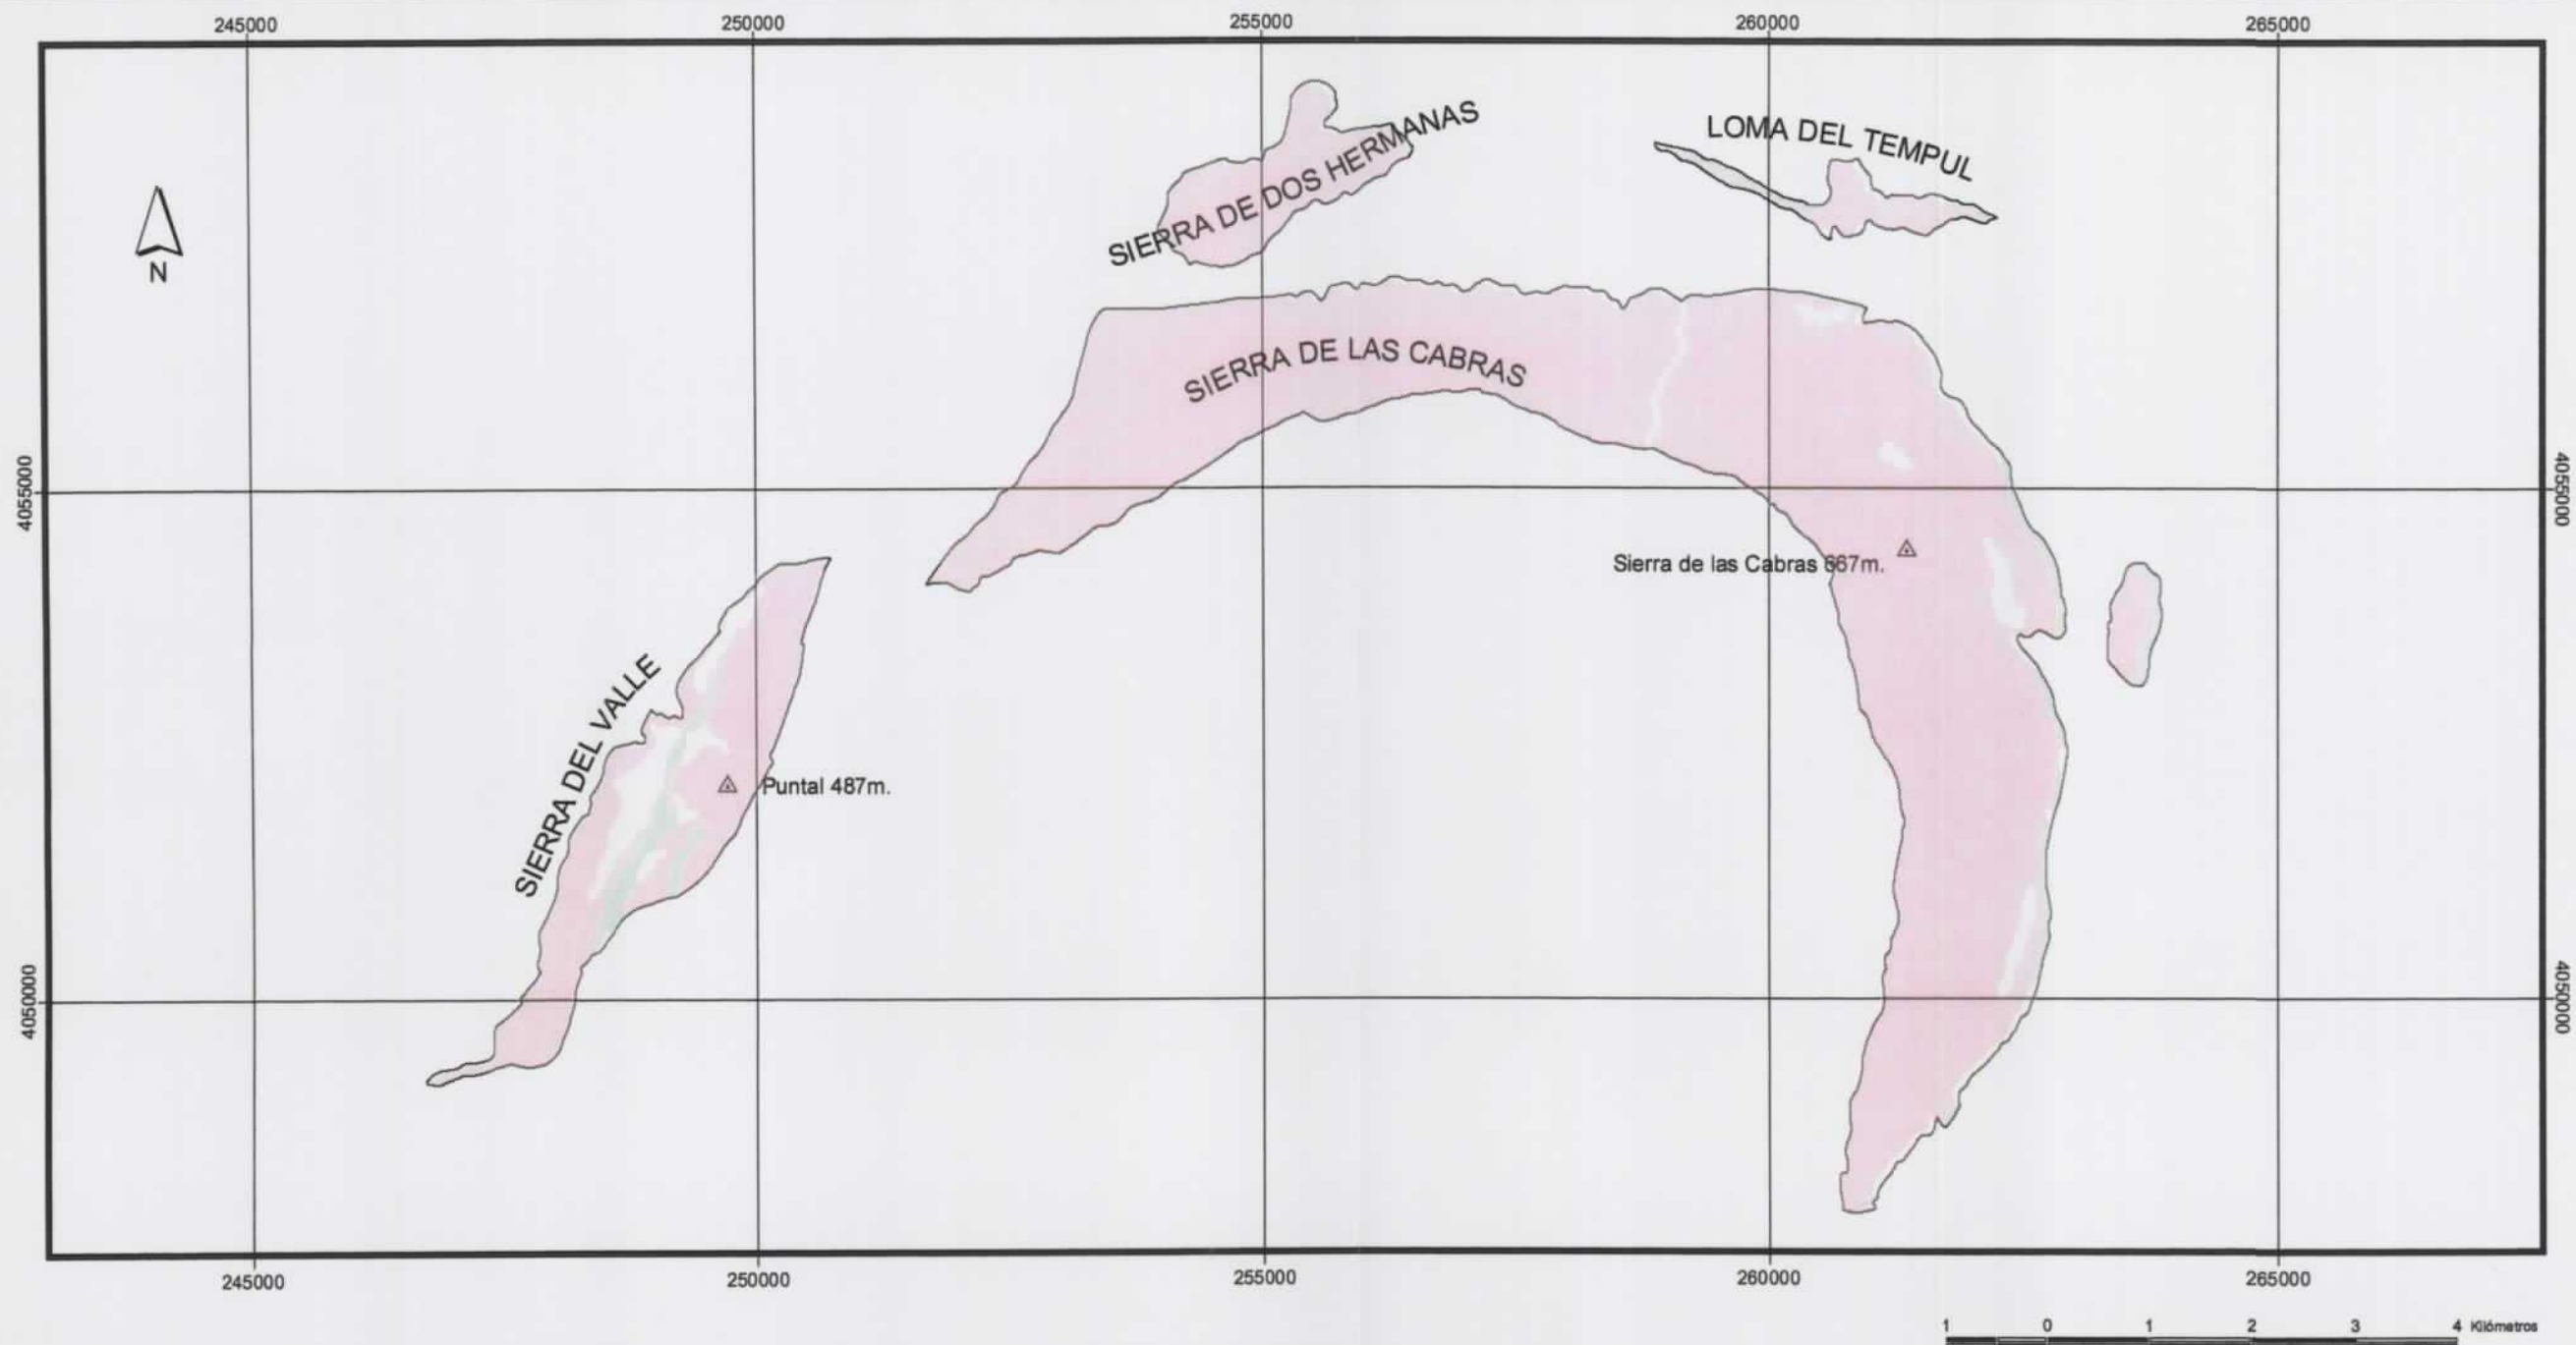 245000 250000 255000 260000 265000
SIERRA DE DOS HERMANAS
LOMA DEL TEMPUL
N
SIERRA DE LAS CABRAS
4055000 4055000
Sierra de las Cabras 667m.
SIERRA DEL VALLE
Puntal 487m.
4050000 4050000
245000 250000 255000 260000 265000
1 0 1 2 3 4 Kilómetros